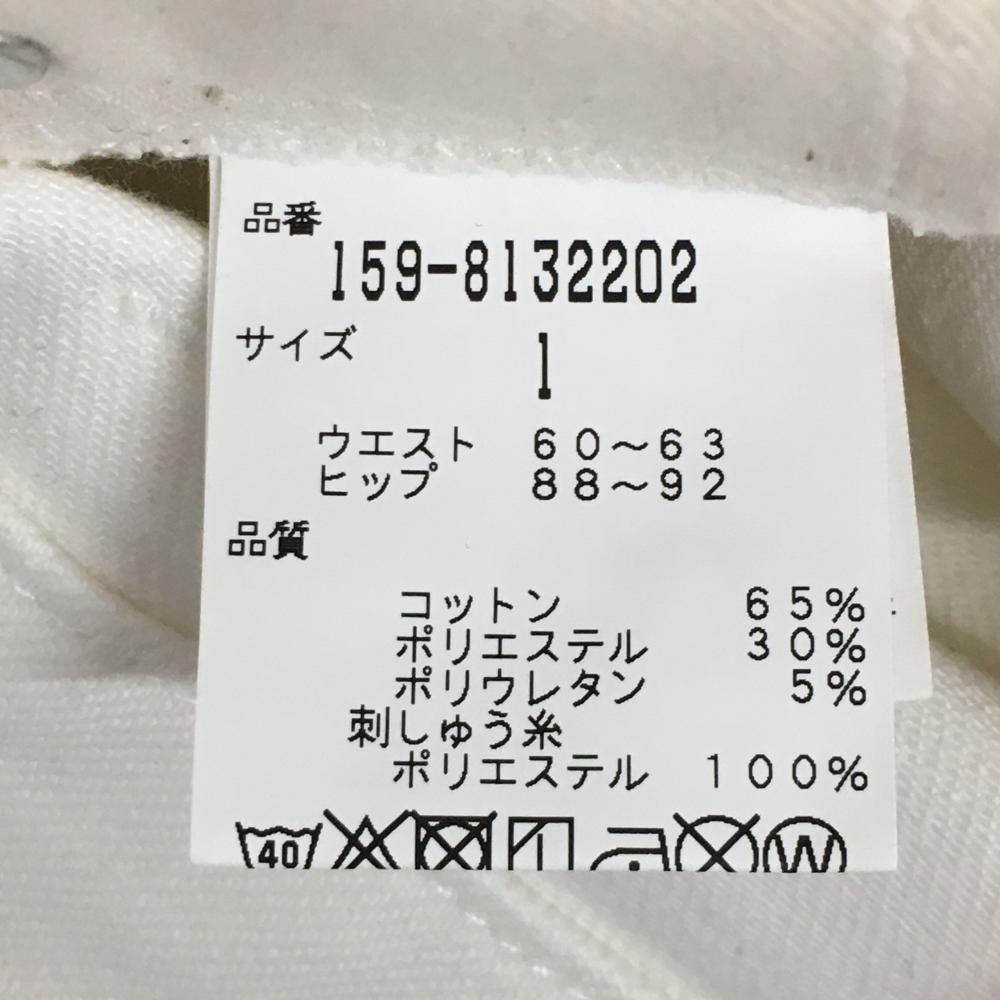 品番
159-8132202
サイズ
1
ウエスト 60～63
ヒップ 88～92
品質
コットン 65%
ポリエステル 30%
ポリウレタン 5%
刺しゅう糸
ポリエステル 100%
40
W